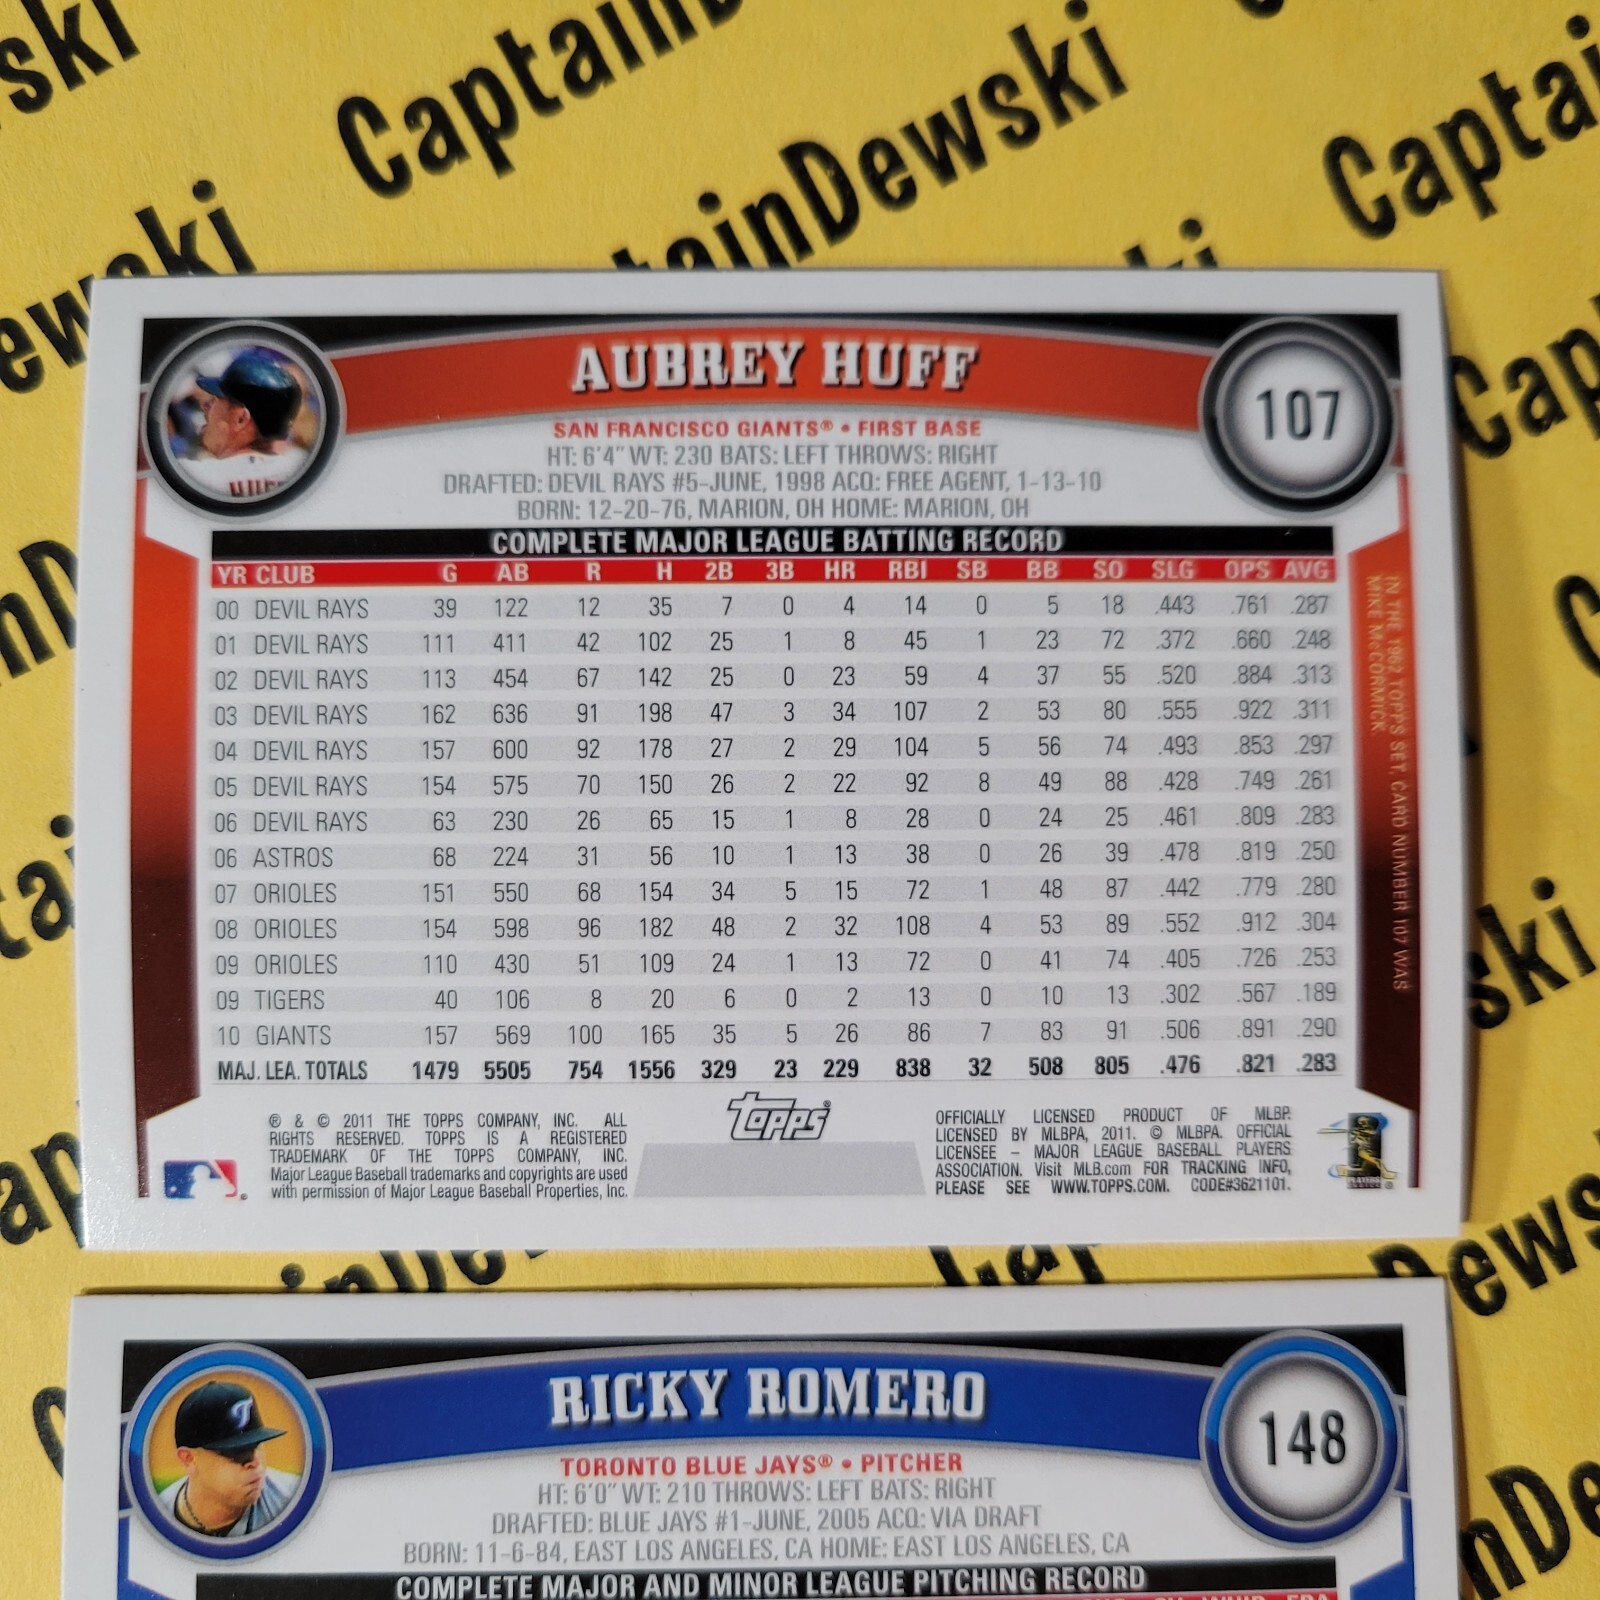 CaptainDewski
AUBREY HUFF
107
SAN FRANCISCO GIANTS® • FIRST BASE
HT: 6'4" WT: 230 BATS: LEFT THROWS: RIGHT
DRAFTED: DEVIL RAYS #5-JUNE, 1998 ACQ: FREE AGENT, 1-13-10
BORN: 12-20-76, MARION, OH HOME: MARION, OH
COMPLETE MAJOR LEAGUE BATTING RECORD
YR CLUB G AB R H 2B 3B HR RBI SB BB SO SLG OPS AVG
00 DEVIL RAYS 39 122 12 35 7 0 4 14 0 5 18 .443 .761 .287
01 DEVIL RAYS 111 411 42 102 25 1 8 45 1 23 72 .372 .660 .248
02 DEVIL RAYS 113 454 67 142 25 0 23 59 4 37 55 .520 .884 .313
03 DEVIL RAYS 162 636 91 198 47 3 34 107 2 53 80 .555 .922 .311
04 DEVIL RAYS 157 600 92 178 27 2 29 104 5 56 74 .493 .853 .297
05 DEVIL RAYS 154 575 70 150 26 2 22 92 8 49 88 .428 .749 .261
06 DEVIL RAYS 63 230 26 65 15 1 8 28 0 24 25 .461 .809 .283
06 ASTROS 68 224 31 56 10 1 13 38 0 26 39 .478 .819 .250
07 ORIOLES 151 550 68 154 34 5 15 72 1 48 87 .442 .779 .280
08 ORIOLES 154 598 96 182 48 2 32 108 4 53 89 .552 .912 .304
09 ORIOLES 110 430 51 109 24 1 13 72 0 41 74 .405 .726 .253
09 TIGERS 40 106 8 20 6 0 2 13 0 10 13 .302 .567 .189
10 GIANTS 157 569 100 165 35 5 26 86 7 83 91 .506 .891 .290
MAJ. LEA. TOTALS 1479 5505 754 1556 329 23 229 838 32 508 805 .476 .821 .283
IN THE 1962 TOPPS SET, CARD NUMBER 107 WAS
MIKE McCORMICK.
® & © 2011 THE TOPPS COMPANY, INC. ALL
RIGHTS RESERVED. TOPPS IS A REGISTERED
TRADEMARK OF THE TOPPS COMPANY, INC.
Major League Baseball trademarks and copyrights are used
with permission of Major League Baseball Properties, Inc.
Topps®
OFFICIALLY LICENSED PRODUCT OF MLBP.
LICENSED BY MLBPA, 2011. © MLBPA. OFFICIAL
LICENSEE – MAJOR LEAGUE BASEBALL PLAYERS
ASSOCIATION. Visit MLB.com FOR TRACKING INFO,
PLEASE SEE WWW.TOPPS.COM. CODE#3621101.
RICKY ROMERO
148
TORONTO BLUE JAYS® • PITCHER
HT: 6'0" WT: 210 THROWS: LEFT BATS: RIGHT
DRAFTED: BLUE JAYS #1-JUNE, 2005 ACQ: VIA DRAFT
BORN: 11-6-84, EAST LOS ANGELES, CA HOME: EAST LOS ANGELES, CA
COMPLETE MAJOR AND MINOR LEAGUE PITCHING RECORD